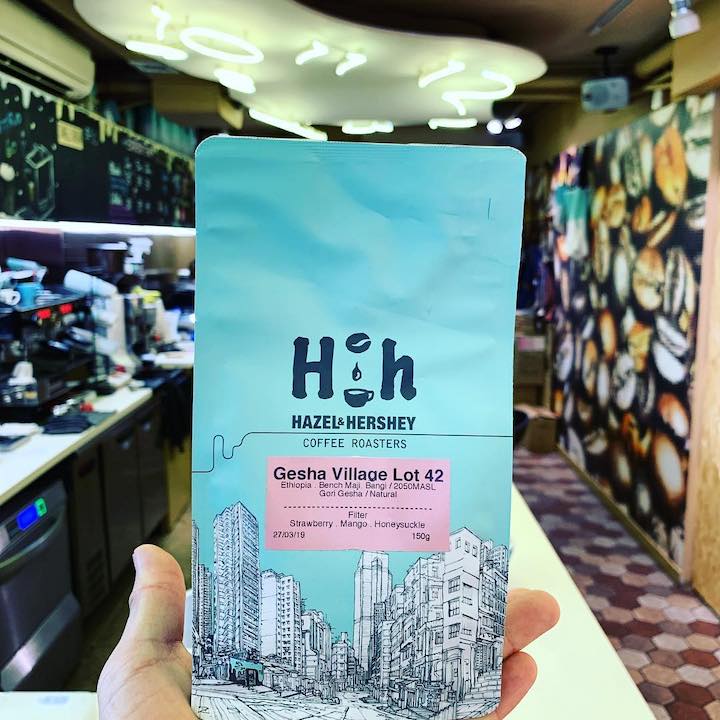 H h
HAZEL&HERSHEY
COFFEE ROASTERS
Gesha Village Lot 42
Ethiopia . Bench Maji . Bangi / 2050MASL
Gori Gesha / Natural
Filter
Strawberry . Mango . Honeysuckle
27/03/19 150g